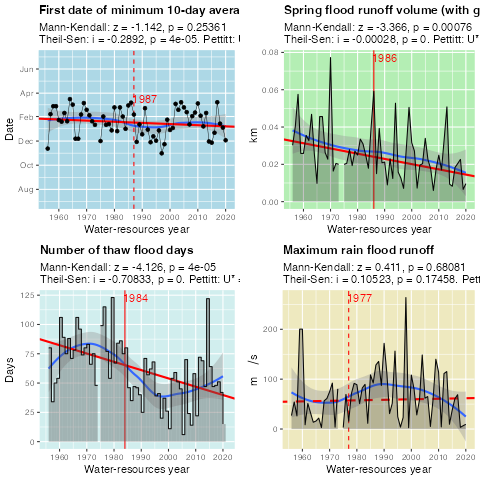 First date of minimum 10-day avera
Mann-Kendall: z = -1.142, p = 0.25361
Theil-Sen: i = -0.2892, p = 4e-05. Pettitt: U
1987
Jun
Apr
Feb
Dec
Oct
Aug
Date
1960 1970 1980 1990 2000 2010 2020
Water-resources year
Spring flood runoff volume (with g
Mann-Kendall: z = -3.366, p = 0.00076
Theil-Sen: i = -0.00028, p = 0. Pettitt: U*
1986
0.08
0.06
0.04
0.02
0.00
km
1960 1970 1980 1990 2000 2010 2020
Water-resources year
Number of thaw flood days
Mann-Kendall: z = -4.126, p = 4e-05
Theil-Sen: i = -0.70833, p = 0. Pettitt: U* =
1984
125
100
75
50
25
0
Days
1960 1970 1980 1990 2000 2010 2020
Water-resources year
Maximum rain flood runoff
Mann-Kendall: z = 0.411, p = 0.68081
Theil-Sen: i = 0.10523, p = 0.17458. Pett
1977
200
100
0
m /s
1960 1970 1980 1990 2000 2010 2020
Water-resources year